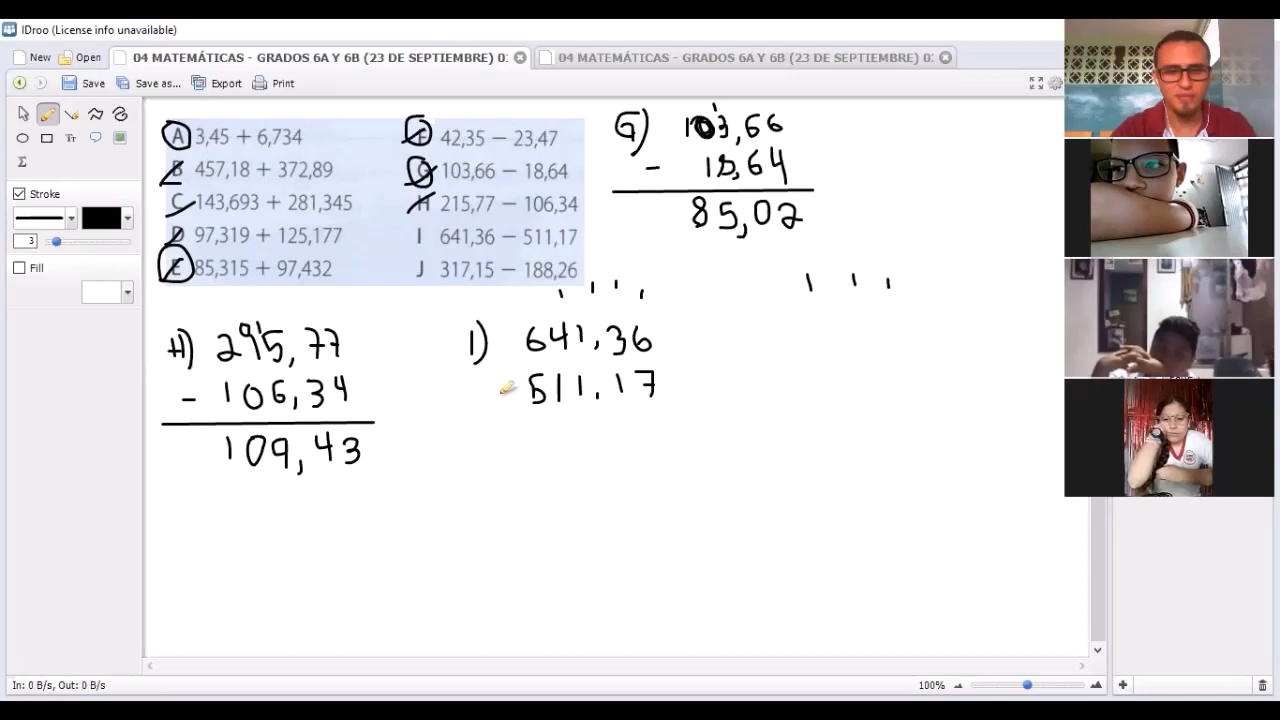 IDroo (License info unavailable)
New Open 04 MATEMÁTICAS - GRADOS 6A Y 6B (23 DE SEPTIEMBRE) 0: 04 MATEMÁTICAS - GRADOS 6A Y 6B (23 DE SEPTIEMBRE) 0:
Save Save as... Export Print
Tr
Σ
Stroke
3
Fill
A 3,45 + 6,734
B 457,18 + 372,89
C 143,693 + 281,345
D 97,319 + 125,177
E 85,315 + 97,432
F 42,35 − 23,47
G 103,66 − 18,64
H 215,77 − 106,34
I 641,36 − 511,17
J 317,15 − 188,26
G) 103,66
- 18,64
85,02
H) 215,77
- 106,34
109,43
I) 641,36
511,17
In: 0 B/s, Out: 0 B/s
100%